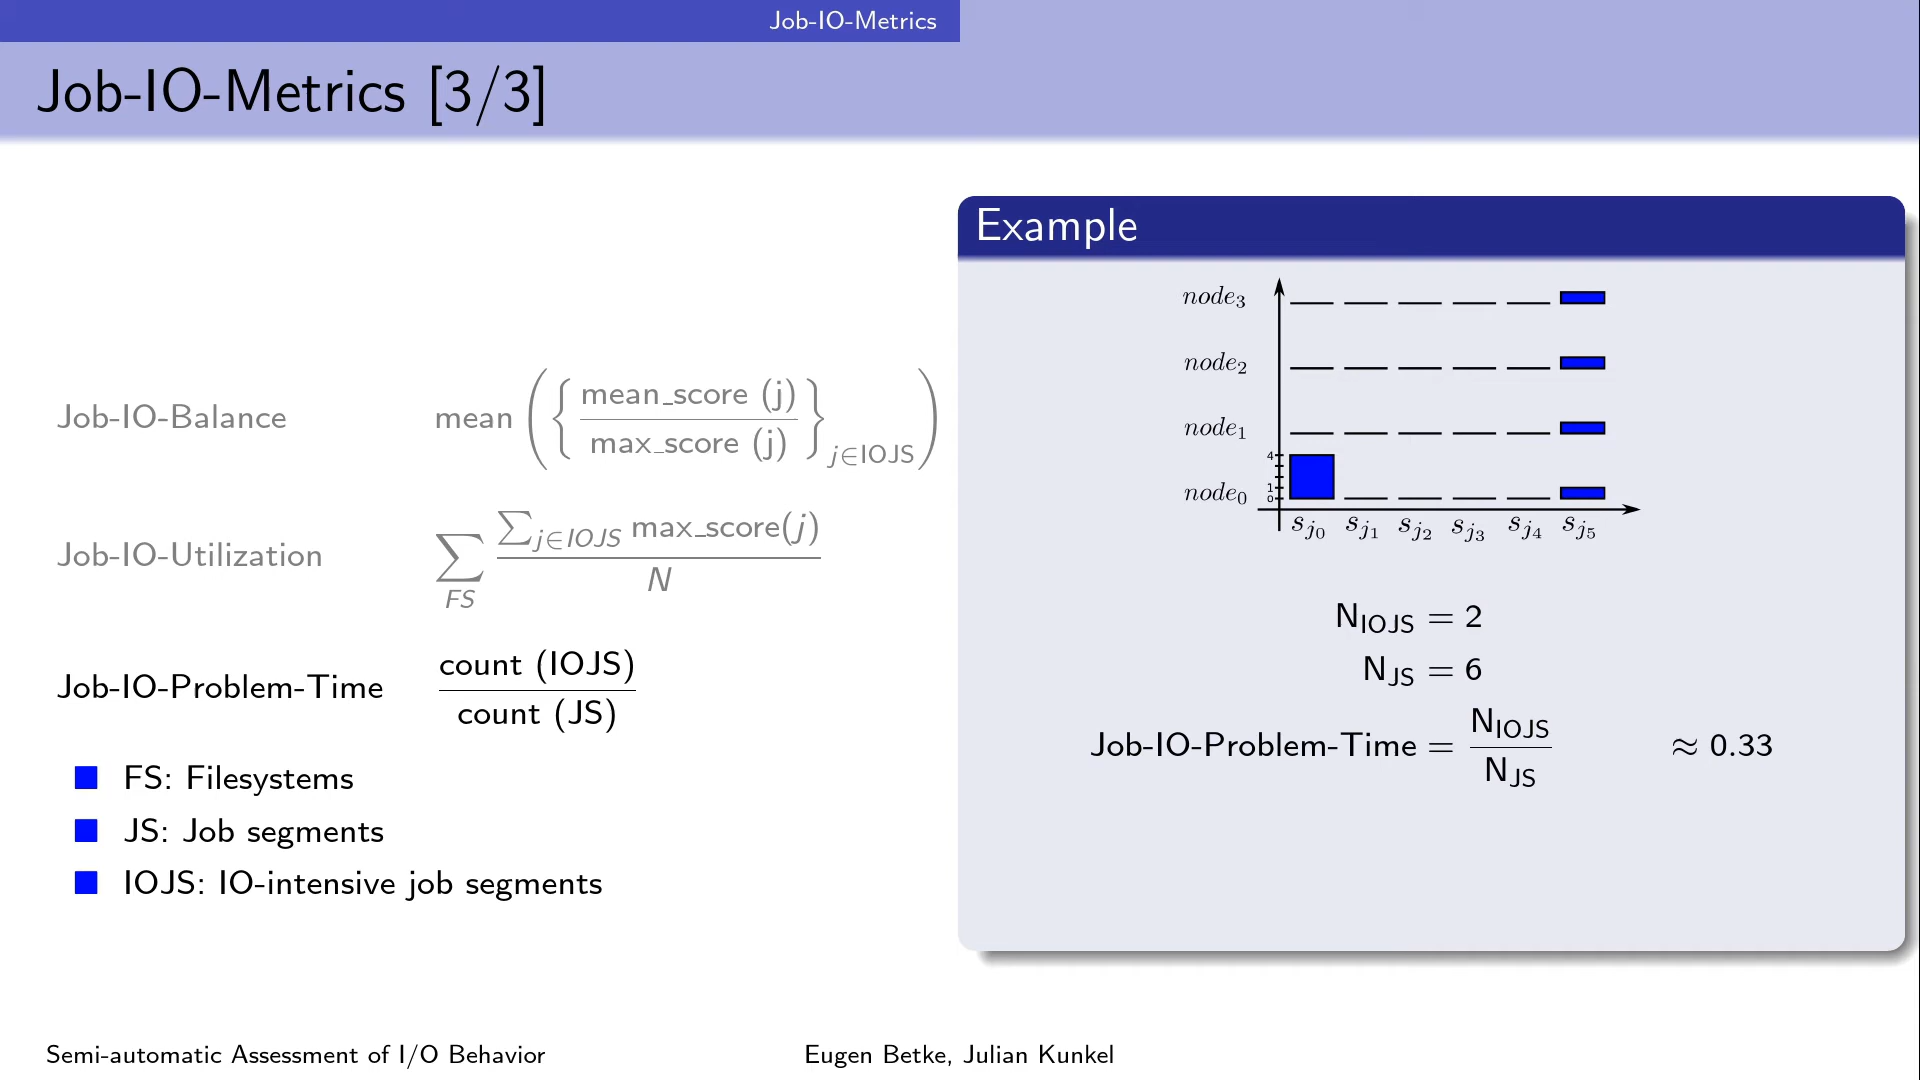 Job-IO-Metrics
Job-IO-Metrics [3/3]
Job-IO-Balance mean ( { mean_score (j) / max_score (j) } j∈IOJS )
Job-IO-Utilization ∑ FS ∑ j∈IOJS max_score(j) / N
Job-IO-Problem-Time count (IOJS) / count (JS)
FS: Filesystems
JS: Job segments
IOJS: IO-intensive job segments
Example
node3
node2
node1
4
1
0
node0
sj0 sj1 sj2 sj3 sj4 sj5
NIOJS = 2
NJS = 6
Job-IO-Problem-Time = NIOJS / NJS ≈ 0.33
Semi-automatic Assessment of I/O Behavior
Eugen Betke, Julian Kunkel